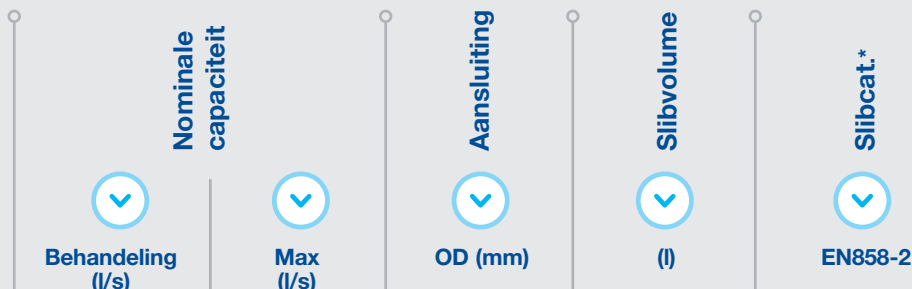 Nominale
capaciteit
Aansluiting
Slibvolume
Slibcat.*
Behandeling
(l/s)
Max
(l/s)
OD (mm)
(l)
EN858-2